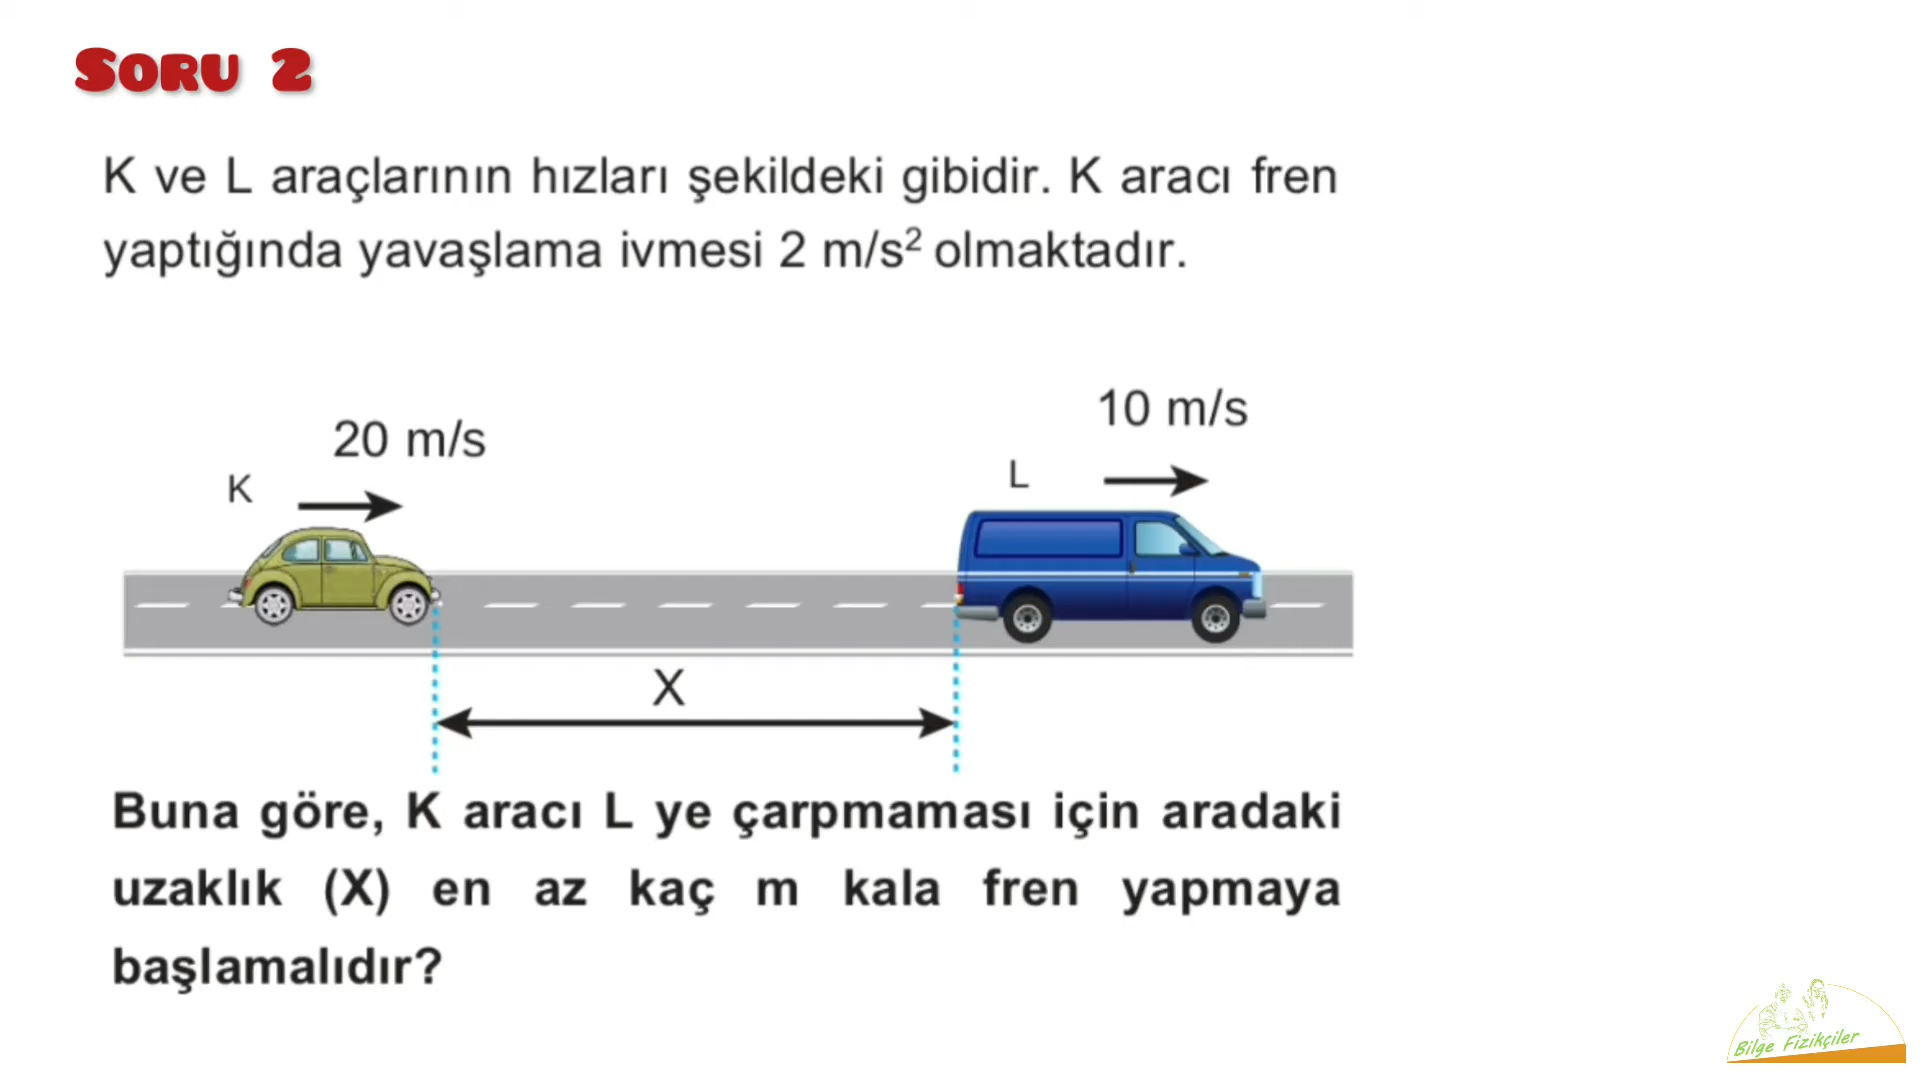 SORU 2
K ve L araçlarının hızları şekildeki gibidir. K aracı fren
yaptığında yavaşlama ivmesi 2 m/s² olmaktadır.
10 m/s
20 m/s
L
K
X
Buna göre, K aracı L ye çarpmaması için aradaki
uzaklık (X) en az kaç m kala fren yapmaya
başlamalıdır?
Bilge Fizikçiler